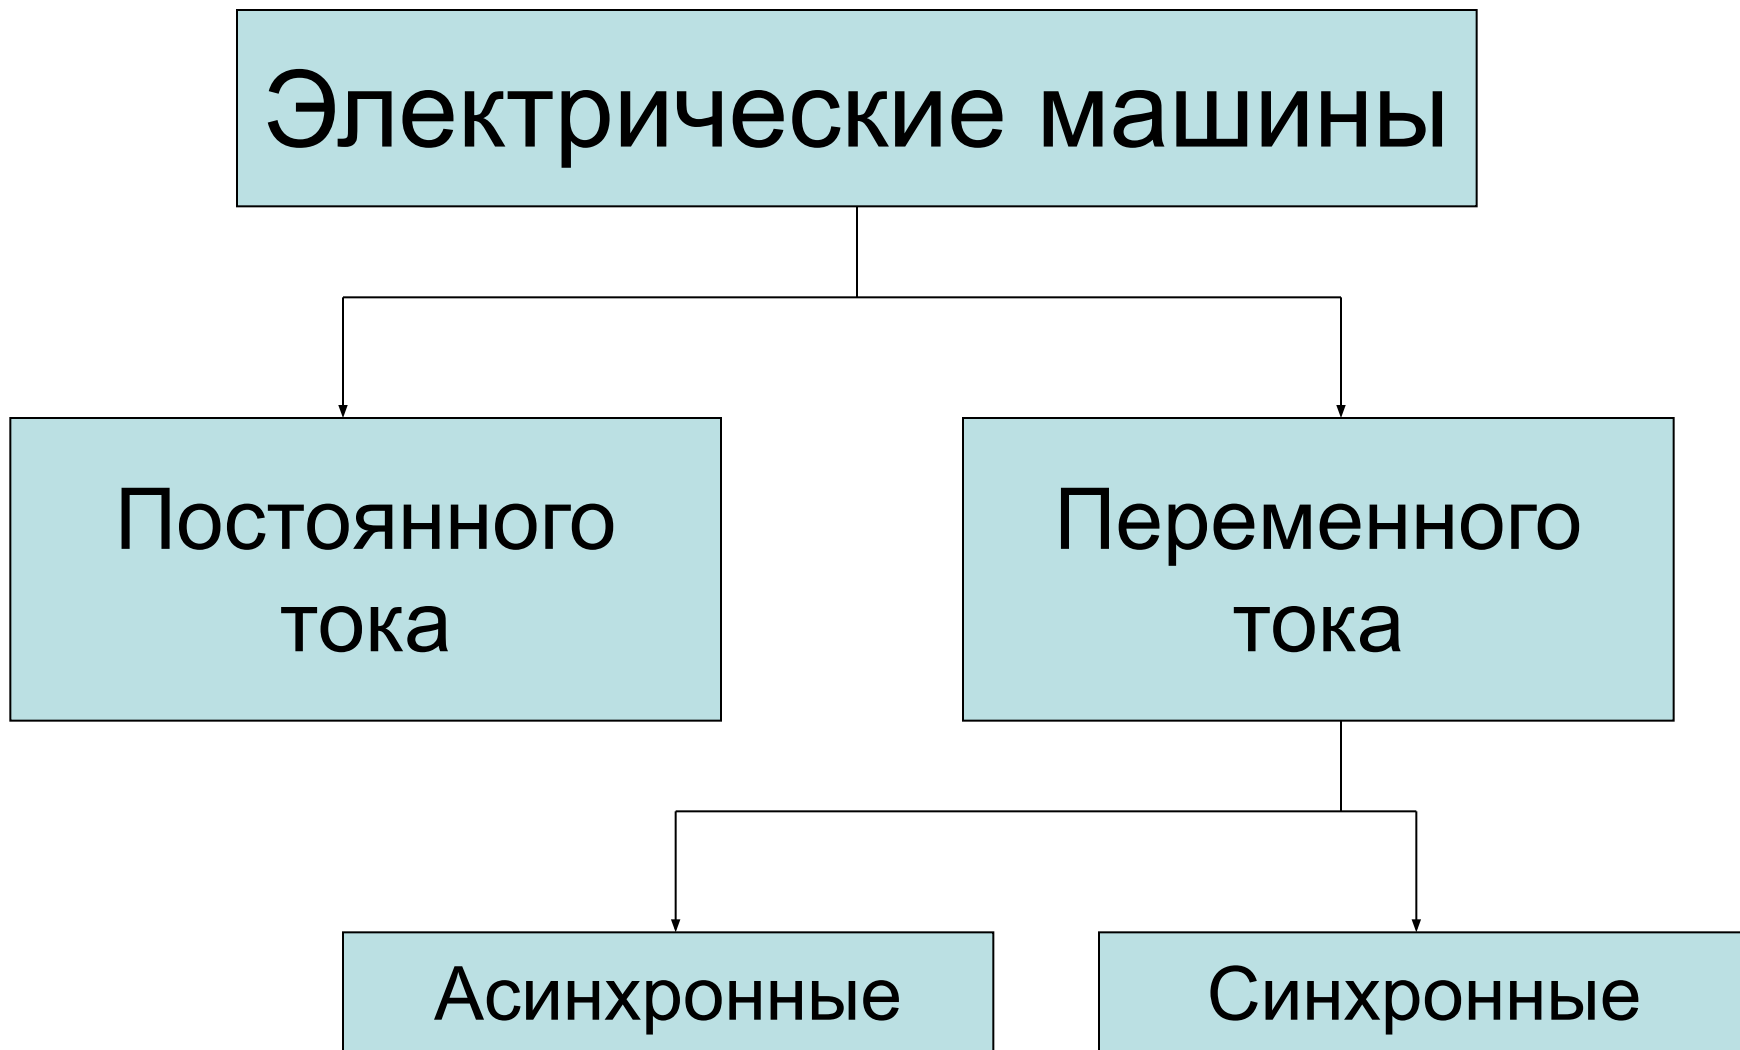 Электрические машины
Постоянного
тока
Переменного
тока
Асинхронные
Синхронные